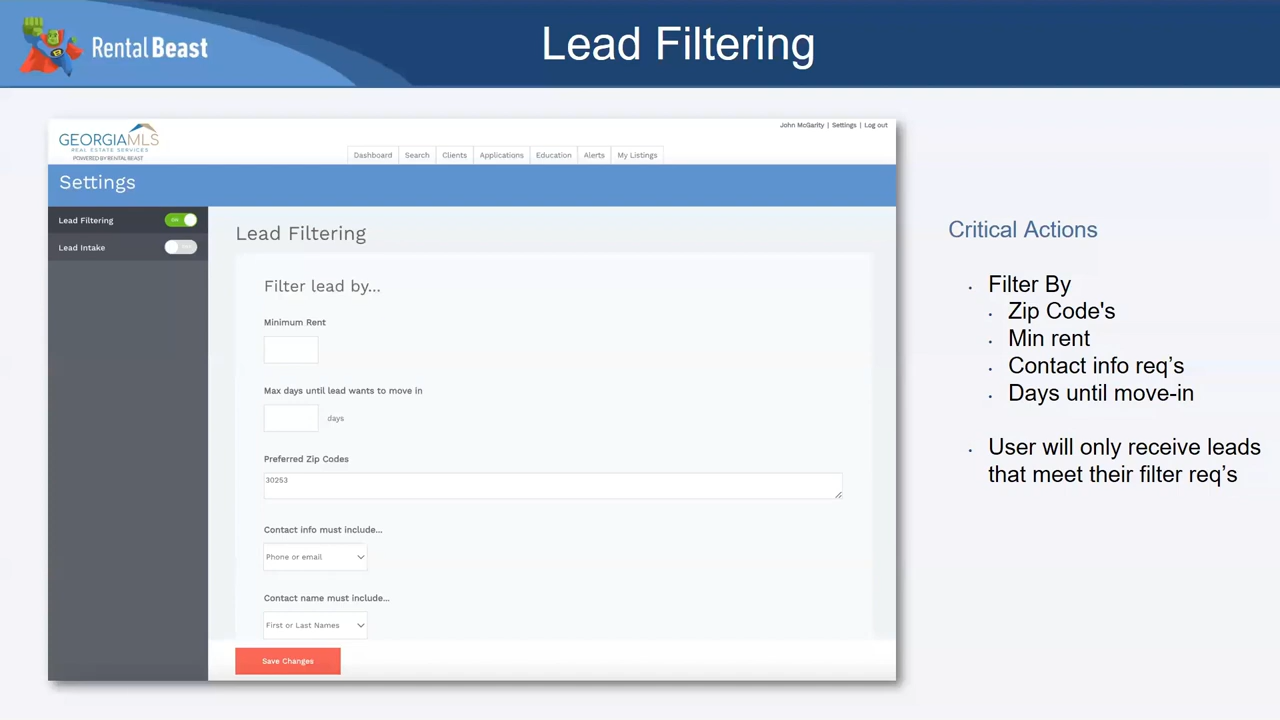 Rental Beast
Lead Filtering
GEORGIAMLS
REAL ESTATE SERVICES
POWERED BY RENTAL BEAST
John McGarity | Settings | Log out
Dashboard Search Clients Applications Education Alerts My Listings
Settings
Lead Filtering ON
Lead Intake
Lead Filtering
Filter lead by...
Minimum Rent
Max days until lead wants to move in
days
Preferred Zip Codes
30253
Contact info must include...
Phone or email
Contact name must include...
First or Last Names
Save Changes
Critical Actions
Filter By
Zip Code's
Min rent
Contact info req’s
Days until move-in
User will only receive leads
that meet their filter req’s